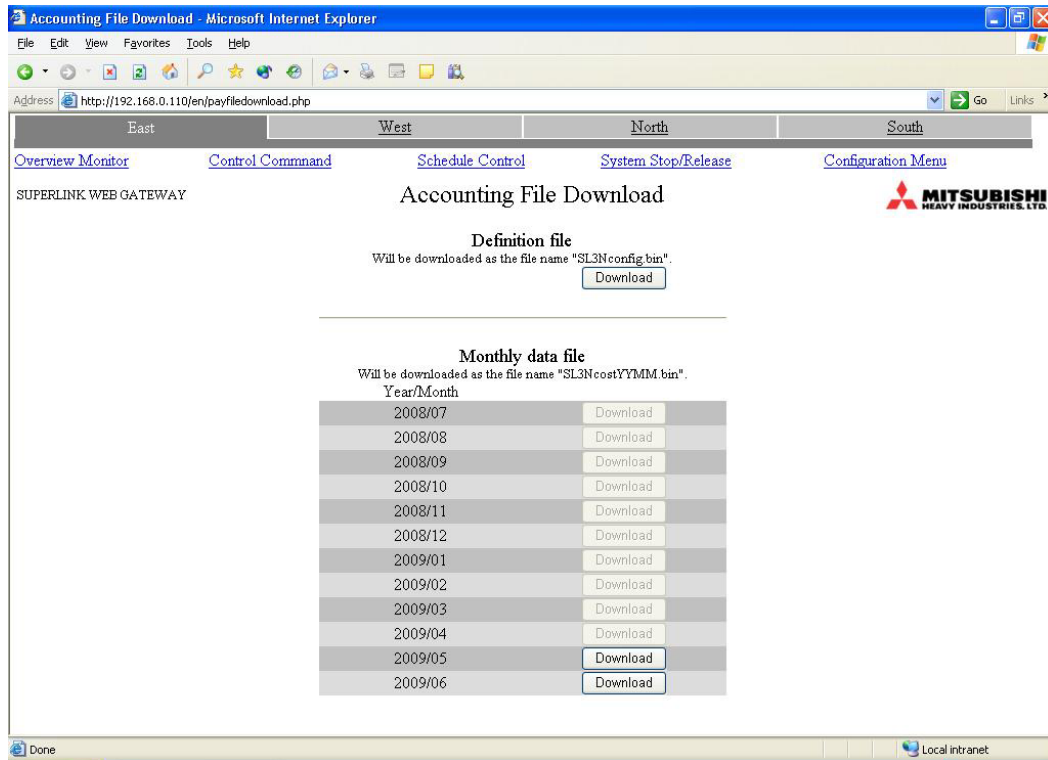 Accounting File Download - Microsoft Internet Explorer
File Edit View Favorites Tools Help
Address http://192.168.0.110/en/payfiledownload.php Go Links
East West North South
Overview Monitor Control Commnand Schedule Control System Stop/Release Configuration Menu
SUPERLINK WEB GATEWAY Accounting File Download MITSUBISHI
HEAVY INDUSTRIES. LTD.
Definition file
Will be downloaded as the file name "SL3Nconfig.bin".
Download
Monthly data file
Will be downloaded as the file name "SL3NcostYYMM.bin".
Year/Month
2008/07 Download
2008/08 Download
2008/09 Download
2008/10 Download
2008/11 Download
2008/12 Download
2009/01 Download
2009/02 Download
2009/03 Download
2009/04 Download
2009/05 Download
2009/06 Download
Done Local intranet